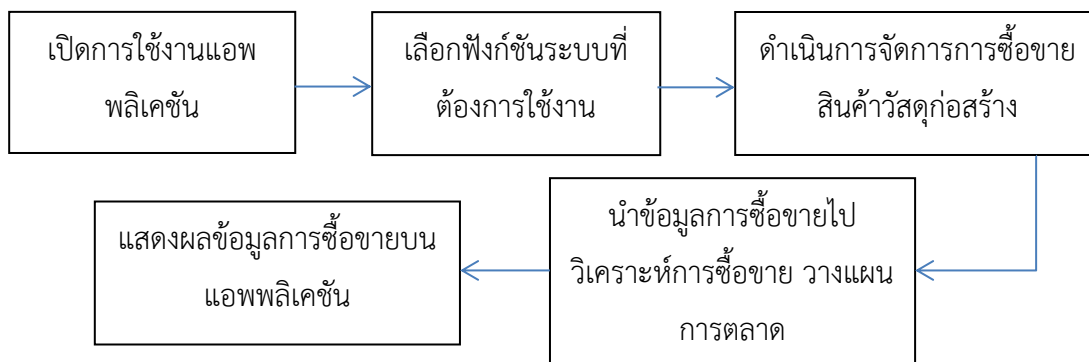 เปิดการใช้งานแอพ
พลิเคชัน
เลือกฟังก์ชันระบบที่
ต้องการใช้งาน
ดำเนินการจัดการการซื้อขาย
สินค้าวัสดุก่อสร้าง
นำข้อมูลการซื้อขายไป
วิเคราะห์การซื้อขาย วางแผน
การตลาด
แสดงผลข้อมูลการซื้อขายบน
แอพพลิเคชัน